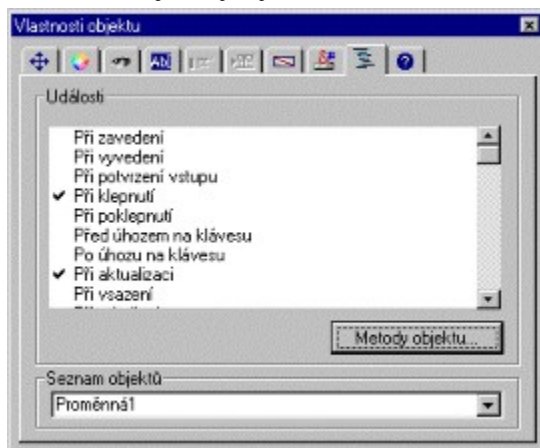 Vlastnosti objektu
Ab
Události
Při zavedení
Při vyvedení
Při potvrzení vstupu
Při klepnutí
Při poklepnutí
Před úhozem na klávesu
Po úhozu na klávesu
Při aktualizaci
Při vsazení
Metody objektu...
Seznam objektů
Proměnná1